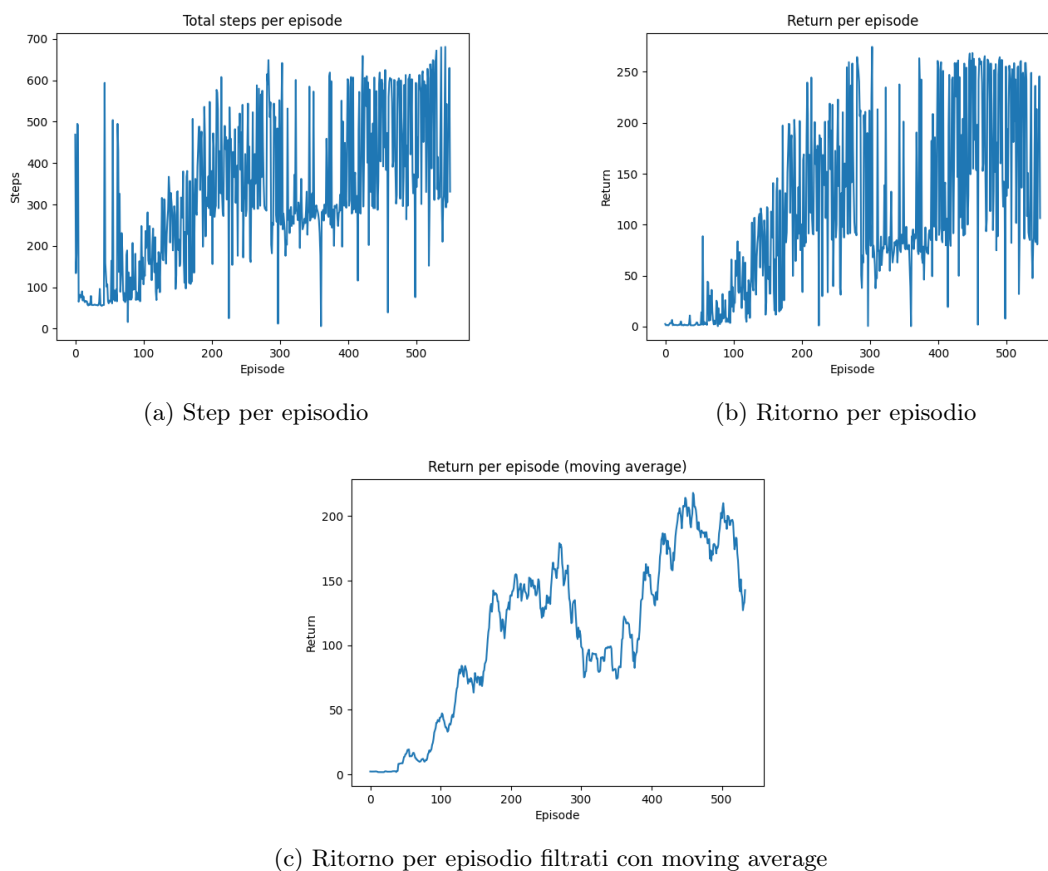 Total steps per episode
700
600
500
400
300
200
100
0
Steps
0 100 200 300 400 500
Episode
(a) Step per episodio
Return per episode
250
200
150
100
50
0
Return
0 100 200 300 400 500
Episode
(b) Ritorno per episodio
Return per episode (moving average)
200
150
100
50
0
Return
0 100 200 300 400 500
Episode
(c) Ritorno per episodio filtrati con moving average